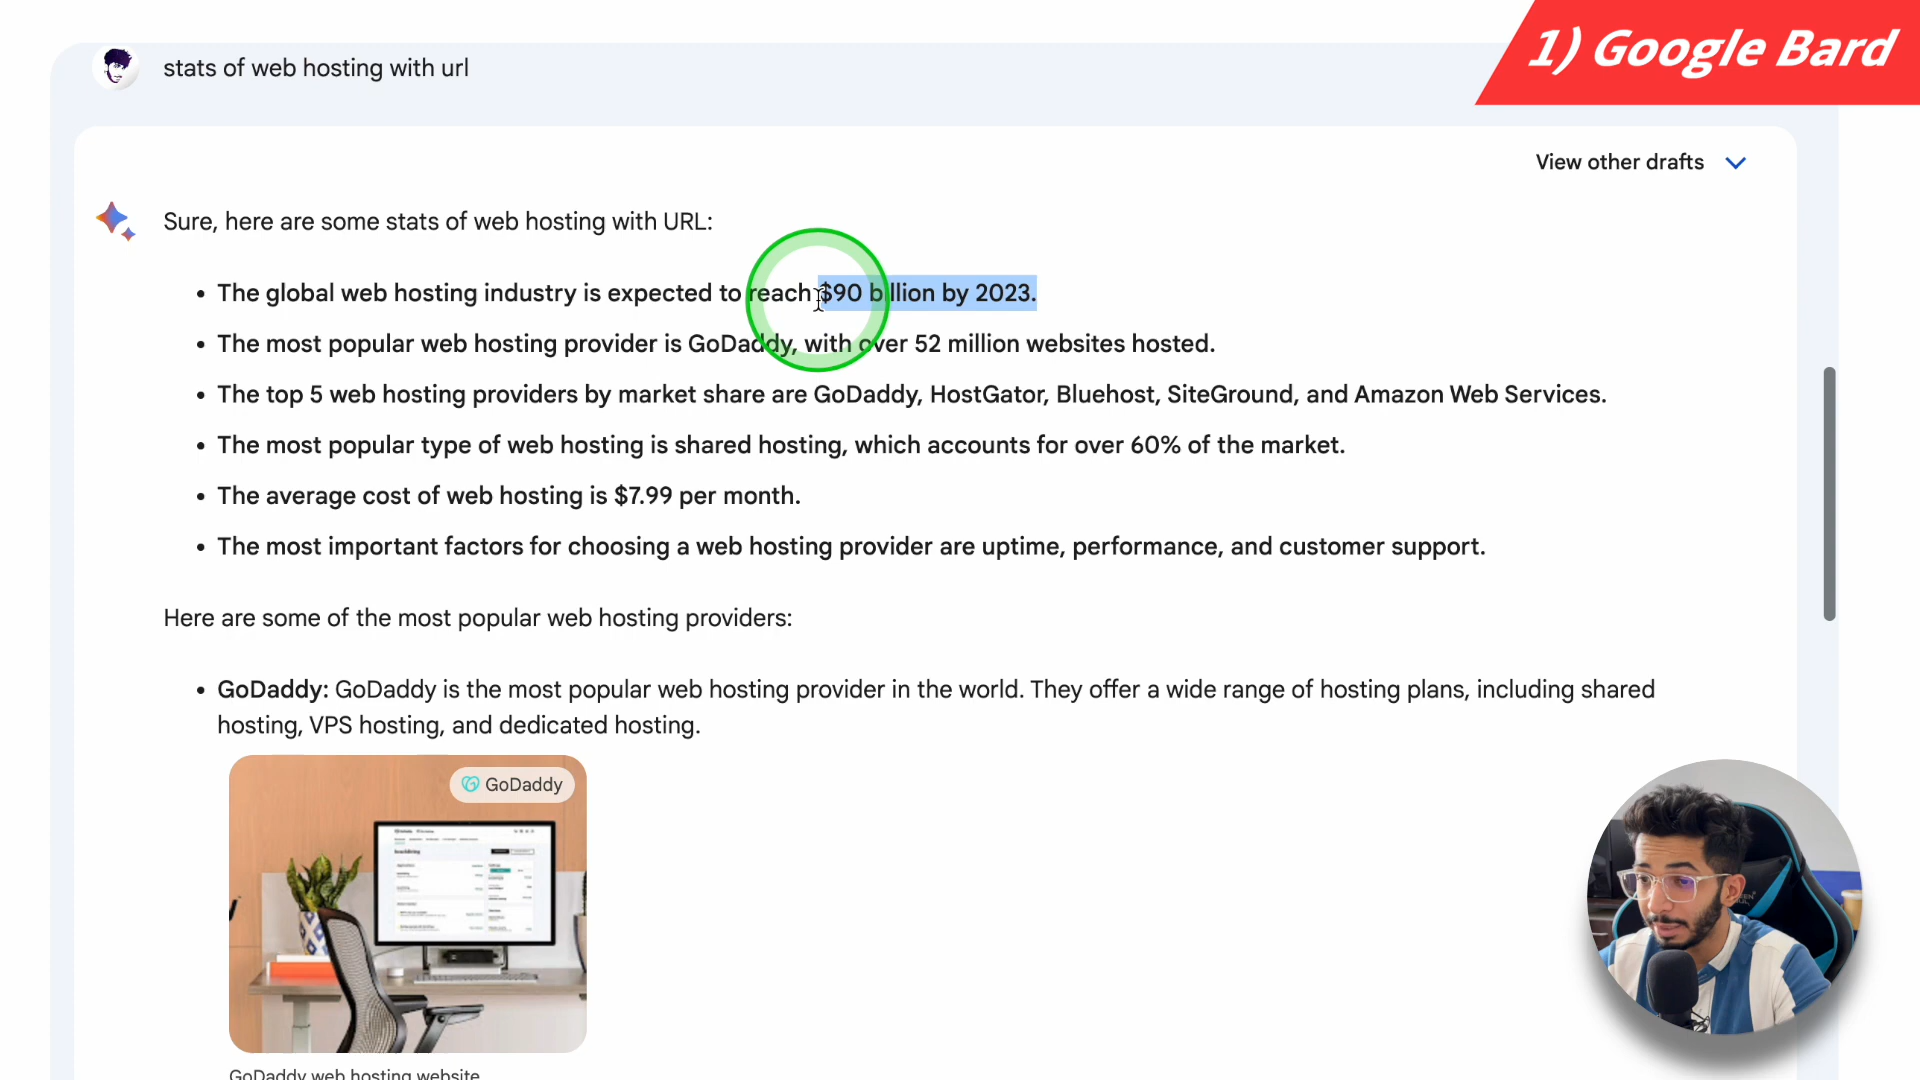 1) Google Bard
stats of web hosting with url
View other drafts
Sure, here are some stats of web hosting with URL:
• The global web hosting industry is expected to reach $90 billion by 2023.
• The most popular web hosting provider is GoDaddy, with over 52 million websites hosted.
• The top 5 web hosting providers by market share are GoDaddy, HostGator, Bluehost, SiteGround, and Amazon Web Services.
• The most popular type of web hosting is shared hosting, which accounts for over 60% of the market.
• The average cost of web hosting is $7.99 per month.
• The most important factors for choosing a web hosting provider are uptime, performance, and customer support.
Here are some of the most popular web hosting providers:
• GoDaddy: GoDaddy is the most popular web hosting provider in the world. They offer a wide range of hosting plans, including shared
hosting, VPS hosting, and dedicated hosting.
GoDaddy
GoDaddy web hosting website